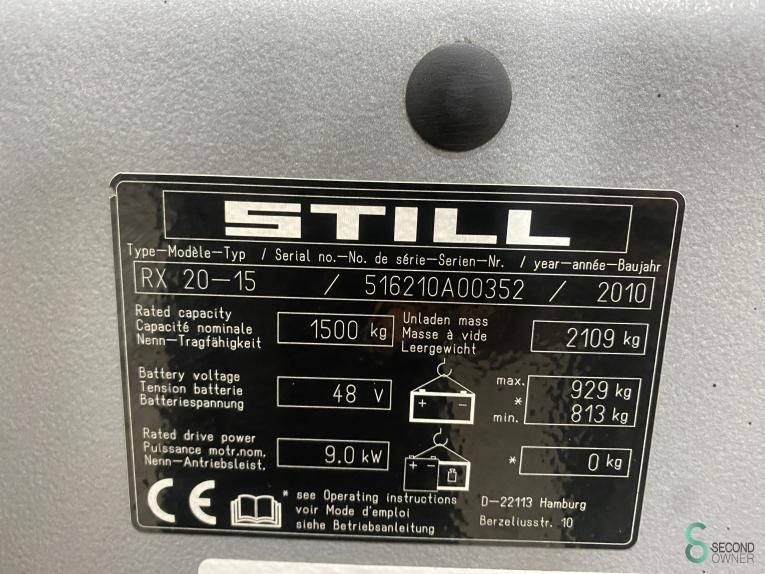 STILL
Type-Modèle-Typ / Serial no.-No. de série-Serien-Nr. / year-année-Baujahr
RX 20-15 / 516210A00352 / 2010
Rated capacity
Capacité nominale
Nenn-Tragfähigkeit
1500 kg
Unladen mass
Masse à vide
Leergewicht
2109 kg
Battery voltage
Tension batterie
Batteriespannung
48 V
+ -
max. 929 kg
*
min. 813 kg
Rated drive power
Puissance motr.nom.
Nenn-Antriebsleist.
9.0 kW
+
* 0 kg
CE
* see Operating instructions
voir Mode d'emploi
siehe Betriebsanleitung
D-22113 Hamburg
Berzeliusstr. 10
SECOND
OWNER